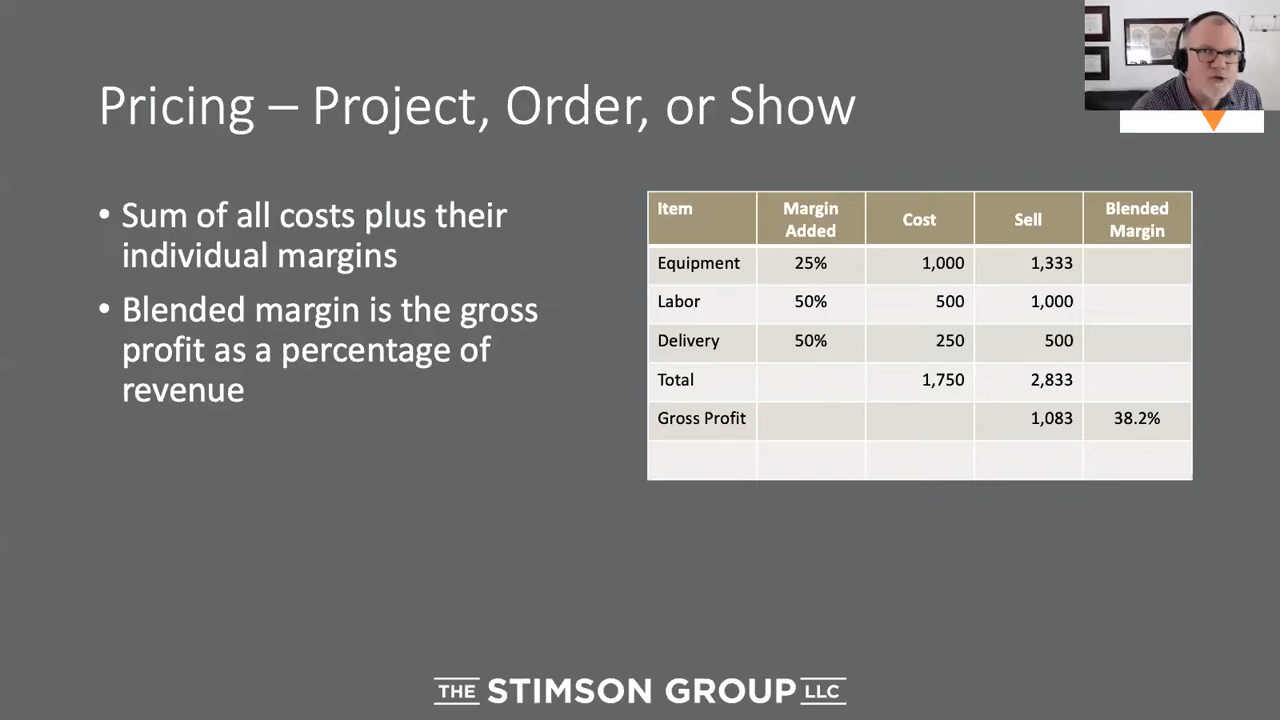 Pricing – Project, Order, or Show
• Sum of all costs plus their
individual margins
• Blended margin is the gross
profit as a percentage of
revenue
Item Margin Added Cost Sell Blended Margin
Equipment 25% 1,000 1,333
Labor 50% 500 1,000
Delivery 50% 250 500
Total 1,750 2,833
Gross Profit 1,083 38.2%
THE STIMSON GROUP LLC